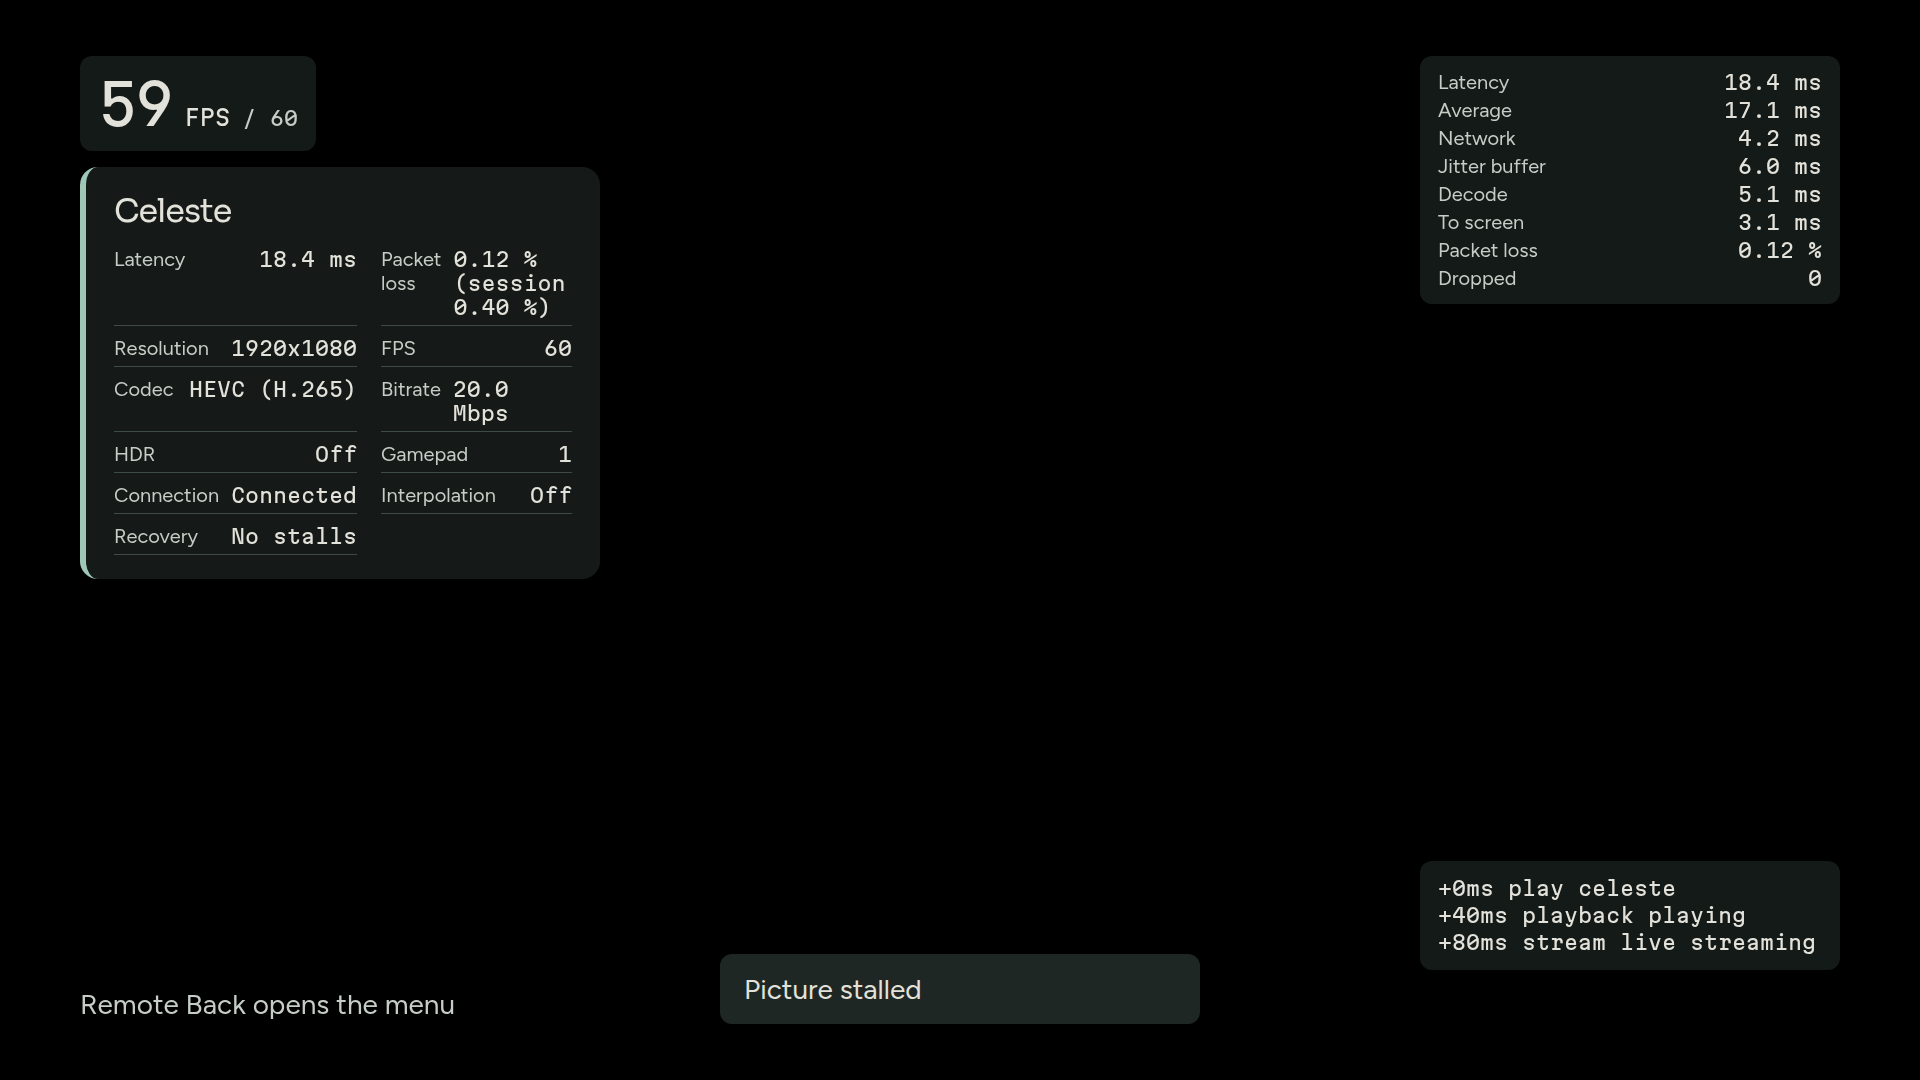 59 FPS / 60
Celeste
Latency 18.4 ms
Packet loss 0.12 % (session 0.40 %)
Resolution 1920x1080
FPS 60
Codec HEVC (H.265)
Bitrate 20.0 Mbps
HDR Off
Gamepad 1
Connection Connected
Interpolation Off
Recovery No stalls
Latency 18.4 ms
Average 17.1 ms
Network 4.2 ms
Jitter buffer 6.0 ms
Decode 5.1 ms
To screen 3.1 ms
Packet loss 0.12 %
Dropped 0
+0ms play celeste
+40ms playback playing
+80ms stream live streaming
Picture stalled
Remote Back opens the menu